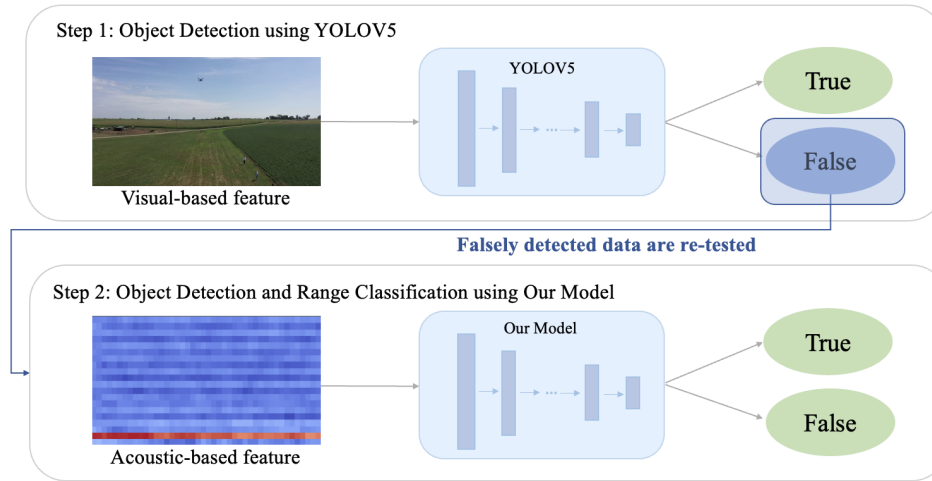 Step 1: Object Detection using YOLOV5
YOLOV5
True
...
False
Visual-based feature
Falsely detected data are re-tested
Step 2: Object Detection and Range Classification using Our Model
Our Model
True
...
False
Acoustic-based feature